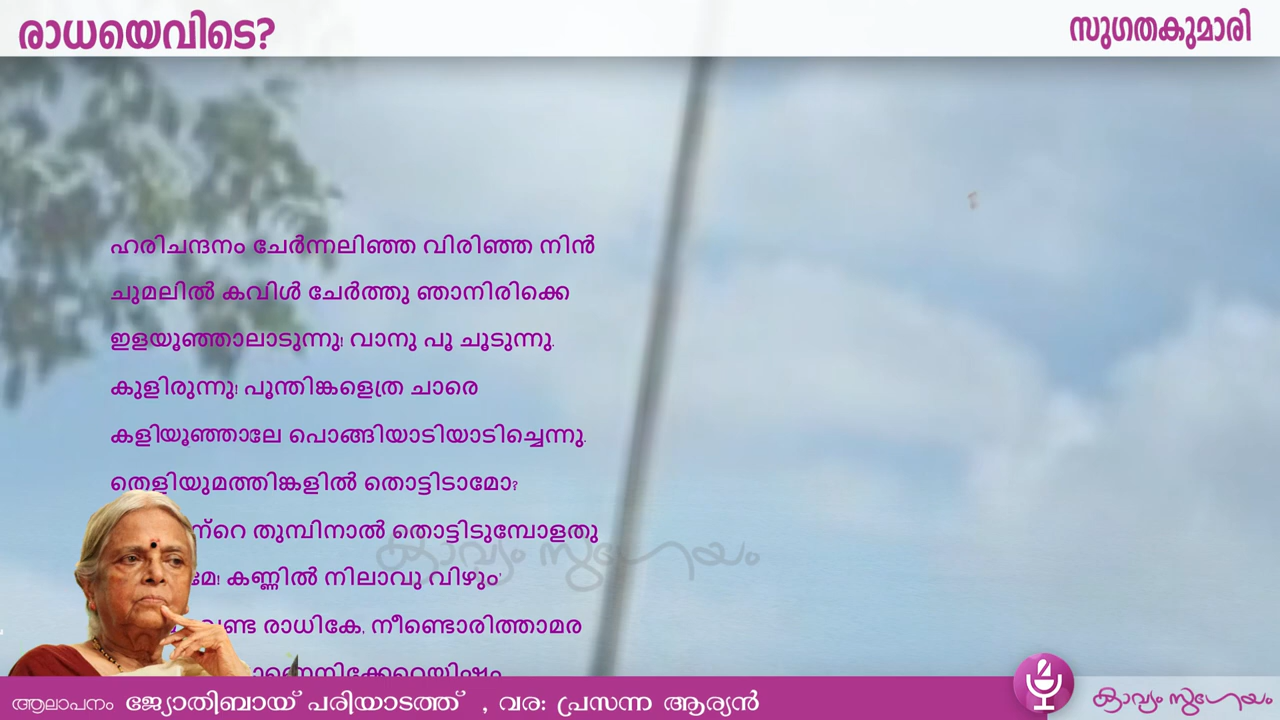 രാധയെവിടെ?
സുഗതകുമാരി
ഹരിചന്ദനം ചേർന്നലിഞ്ഞ വിരിഞ്ഞ നിൻ
ചുമലിൽ കവിൾ ചേർത്തു ഞാനിരിക്കെ
ഇളയൂഞ്ഞാലാടുന്നു! വാനു പൂ ചൂടുന്നു.
കുളിരുന്നു! പൂന്തിങ്കളെത്ര ചാരെ
കളിയൂഞ്ഞാലേ പൊങ്ങിയാടിയാടിച്ചെന്നു.
തെളിയുമത്തിങ്കളിൽ തൊട്ടിടാമോ?
തുമ്പിനാൽ തൊട്ടിടുമ്പോളതു
കണ്ണിൽ നിലാവു വീഴും'
രാധികേ, നീണ്ടൊരിത്താമര
കാവ്യം സുഗേയം
ആലാപനം ജ്യോതിബായ് പരിയാടത്ത് , വര: പ്രസന്ന ആര്യൻ
കാവ്യം സുഗേയം